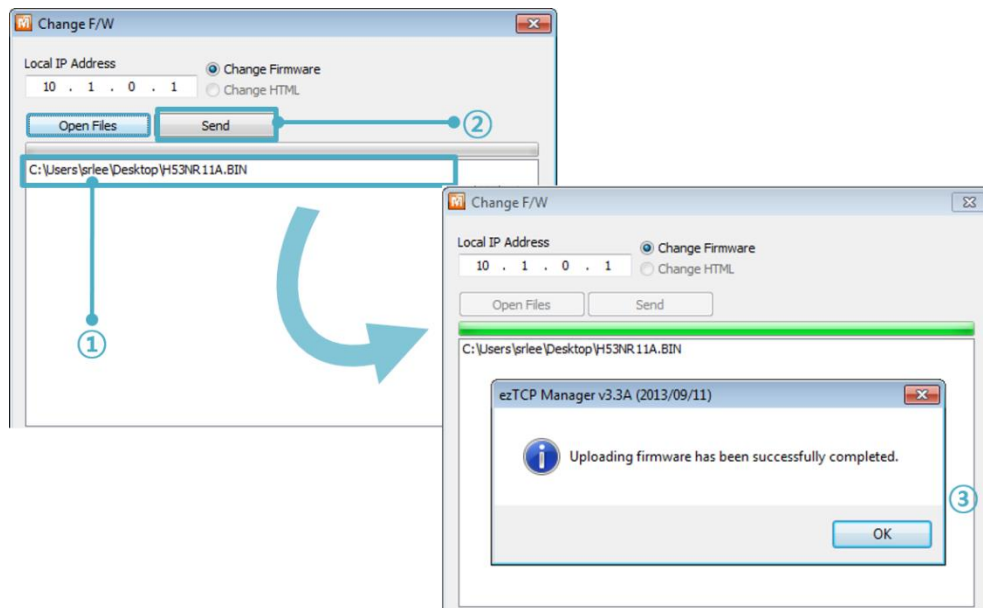 Change F/W
Local IP Address
Change Firmware
10 . 1 . 0 . 1
Change HTML
Open Files
Send
②
C:\Users\srlee\Desktop\H53NR11A.BIN
①
Change F/W
Local IP Address
Change Firmware
10 . 1 . 0 . 1
Change HTML
Open Files
Send
C:\Users\srlee\Desktop\H53NR11A.BIN
ezTCP Manager v3.3A (2013/09/11)
Uploading firmware has been successfully completed.
③
OK